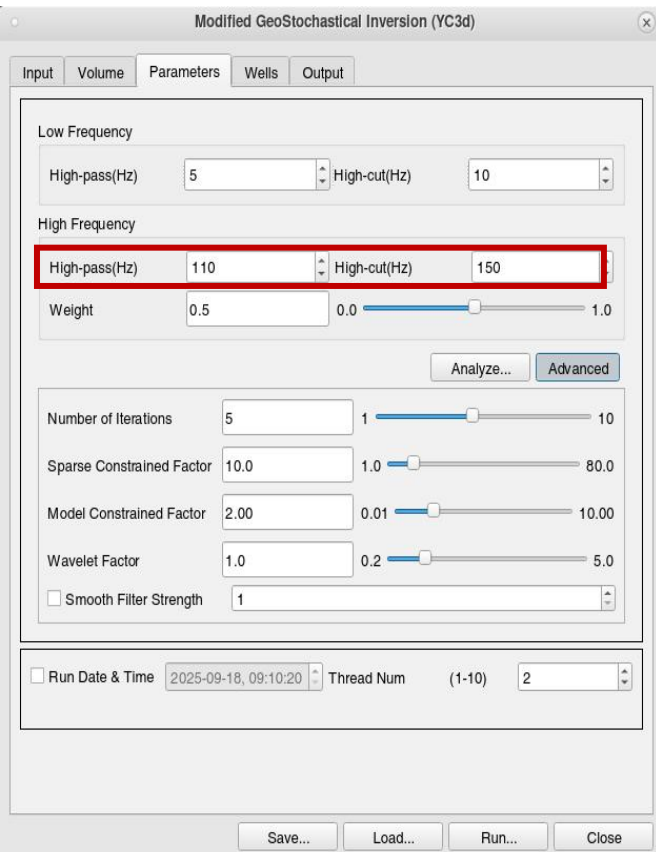 Modified GeoStochastical Inversion (YC3d)
Input Volume Parameters Wells Output
Low Frequency
High-pass(Hz) 5 High-cut(Hz) 10
High Frequency
High-pass(Hz) 110 High-cut(Hz) 150
Weight 0.5 0.0 1.0
Analyze... Advanced
Number of Iterations 5 1 10
Sparse Constrained Factor 10.0 1.0 80.0
Model Constrained Factor 2.00 0.01 10.00
Wavelet Factor 1.0 0.2 5.0
Smooth Filter Strength 1
Run Date & Time 2025-09-18, 09:10:20 Thread Num (1-10) 2
Save... Load... Run... Close